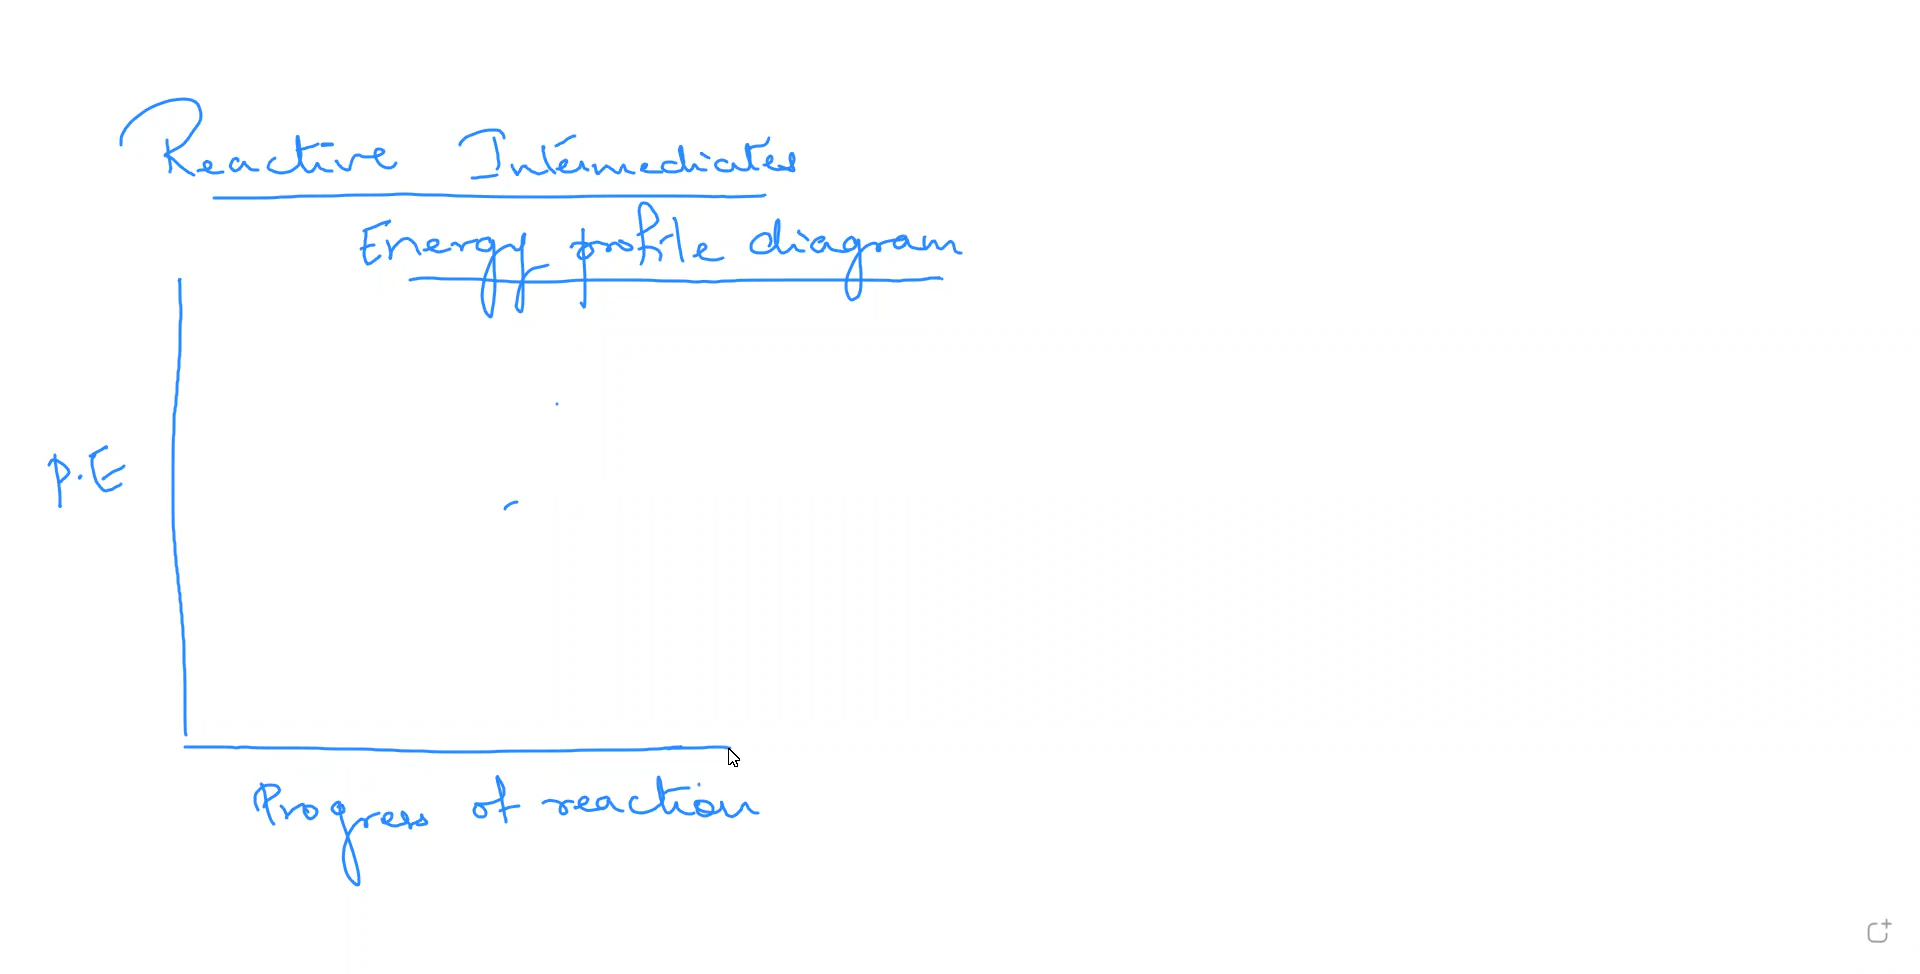 Reactive Intermediates
Energy profile diagram
P.E
Progress of reaction